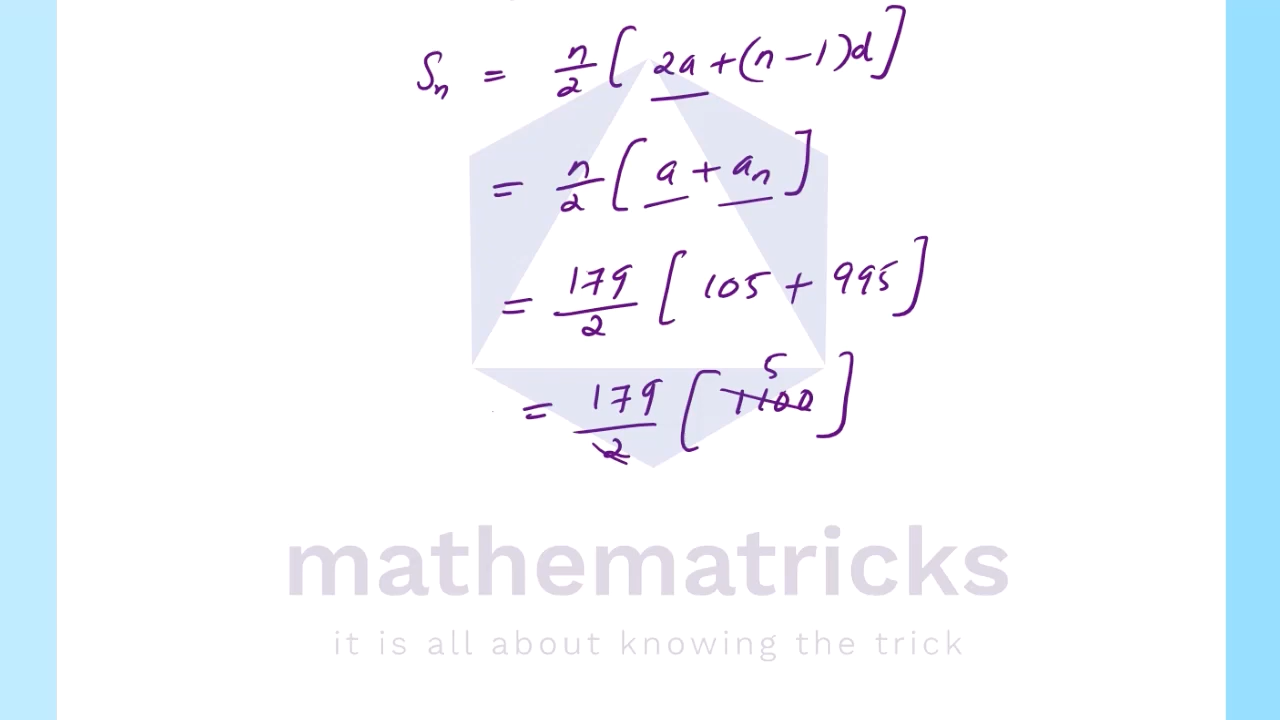 Sn = n/2 [ 2a + (n - 1)d ]
= n/2 [ a + an ]
= 179/2 [ 105 + 995 ]
5
= 179/2 [ 1100 ]
mathematricks
it is all about knowing the trick